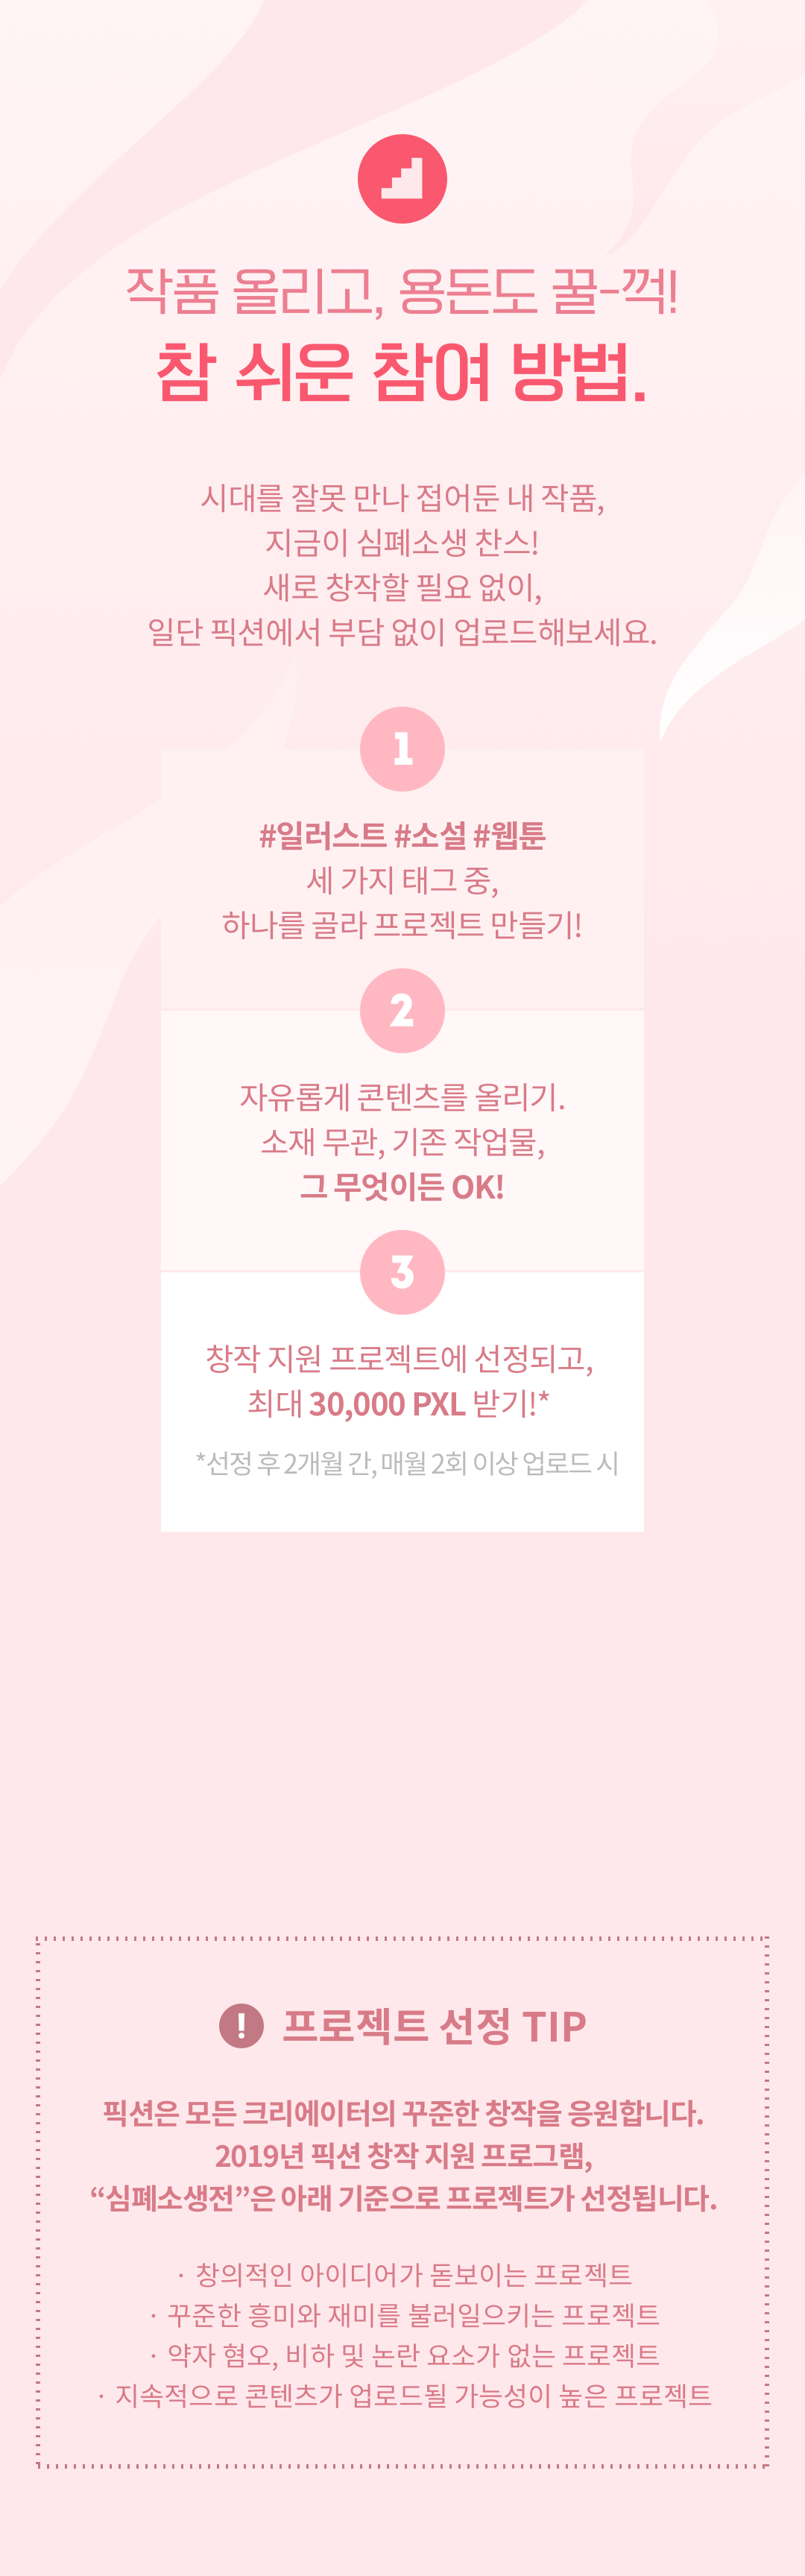 작품 올리고, 용돈도 꿀-꺽!
참 쉬운 참여 방법.
시대를 잘못 만나 접어둔 내 작품,
지금이 심폐소생 찬스!
새로 창작할 필요 없이,
일단 픽션에서 부담 없이 업로드해보세요.
1
#일러스트 #소설 #웹툰
세 가지 태그 중,
하나를 골라 프로젝트 만들기!
2
자유롭게 콘텐츠를 올리기.
소재 무관, 기존 작업물,
그 무엇이든 OK!
3
창작 지원 프로젝트에 선정되고,
최대 30,000 PXL 받기!*
*선정 후 2개월 간, 매월 2회 이상 업로드 시
! 프로젝트 선정 TIP
픽션은 모든 크리에이터의 꾸준한 창작을 응원합니다.
2019년 픽션 창작 지원 프로그램,
“심폐소생전”은 아래 기준으로 프로젝트가 선정됩니다.
· 창의적인 아이디어가 돋보이는 프로젝트
· 꾸준한 흥미와 재미를 불러일으키는 프로젝트
· 약자 혐오, 비하 및 논란 요소가 없는 프로젝트
· 지속적으로 콘텐츠가 업로드될 가능성이 높은 프로젝트